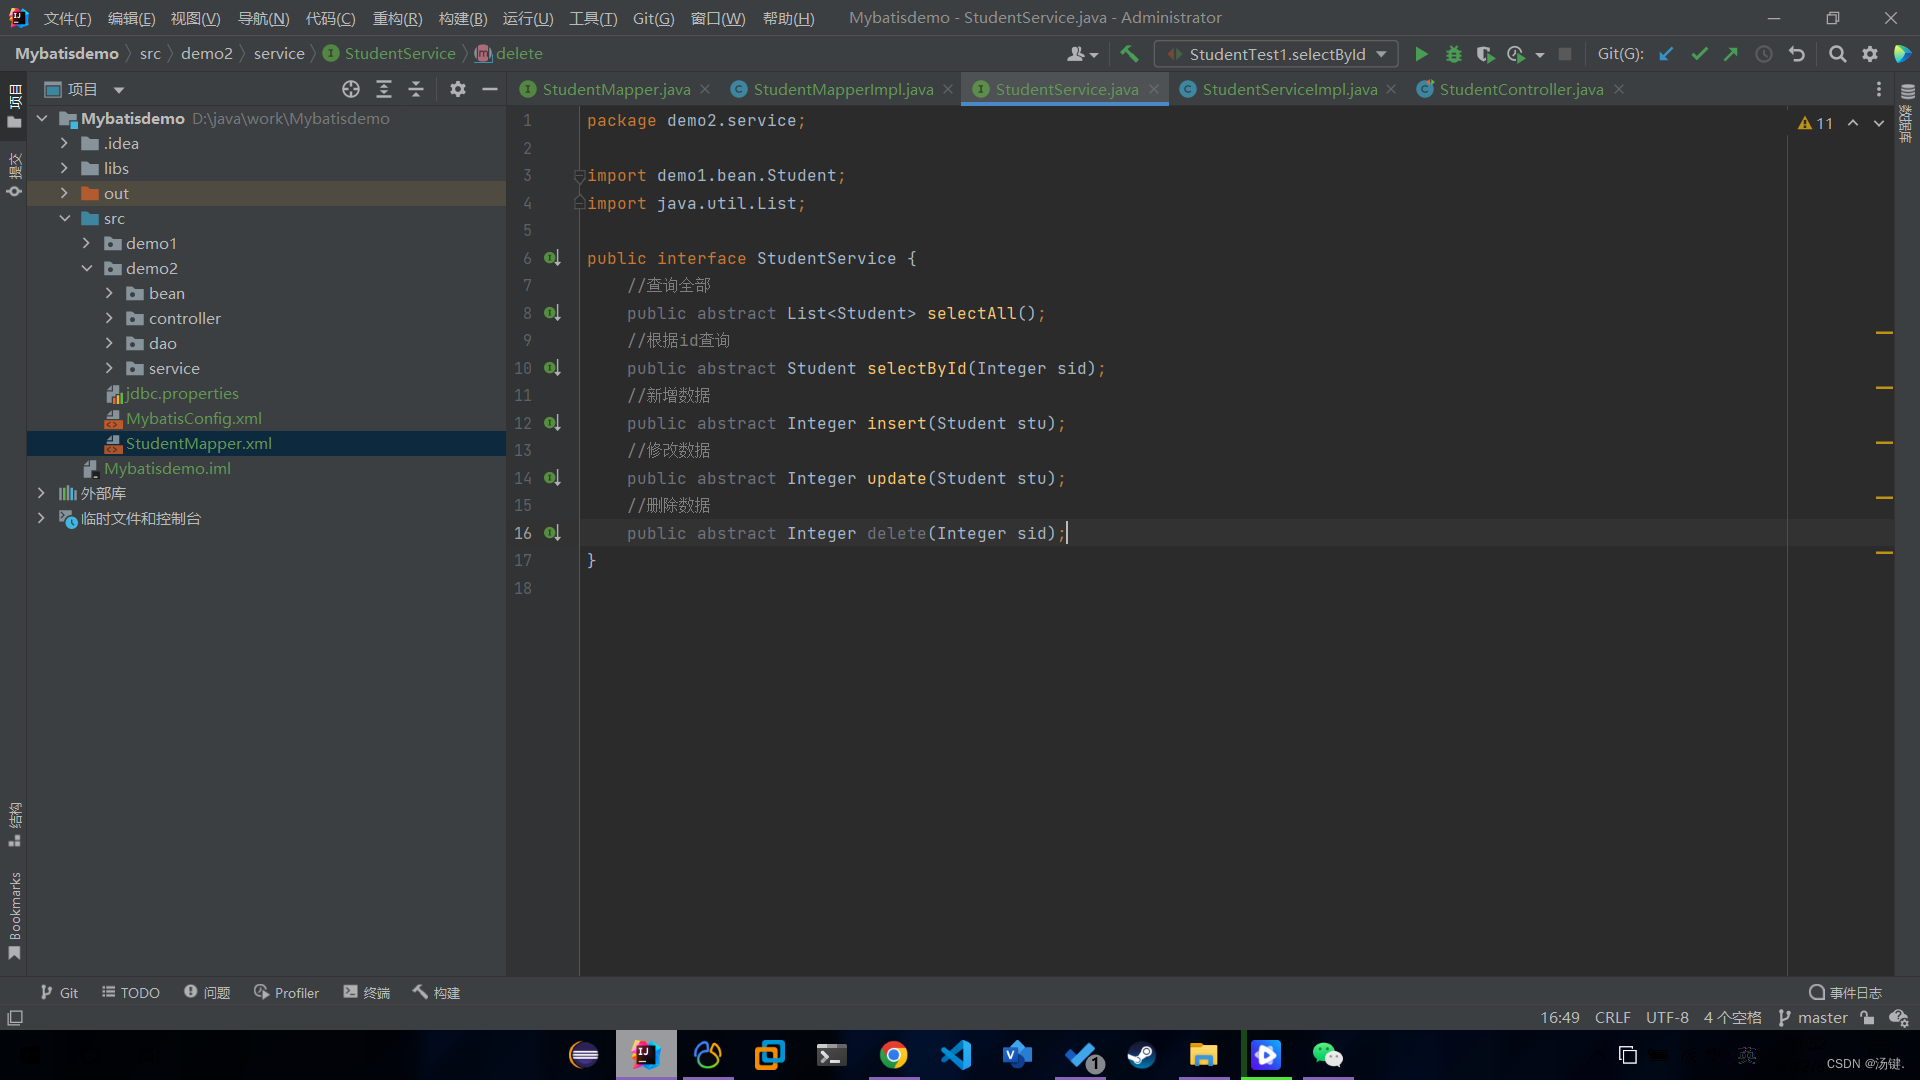 文件(F) 编辑(E) 视图(V) 导航(N) 代码(C) 重构(R) 构建(B) 运行(U) 工具(T) Git(G) 窗口(W) 帮助(H) Mybatisdemo - StudentService.java - Administrator
Mybatisdemo src demo2 service StudentService delete StudentTest1.selectById Git(G):
项目
StudentMapper.java StudentMapperImpl.java StudentService.java StudentServiceImpl.java StudentController.java
项目
提交
结构
Bookmarks
数据库
Mybatisdemo D:\java\work\Mybatisdemo
.idea
libs
out
src
demo1
demo2
bean
controller
dao
service
jdbc.properties
MybatisConfig.xml
StudentMapper.xml
Mybatisdemo.iml
外部库
临时文件和控制台
11
1 package demo2.service;
2
3 import demo1.bean.Student;
4 import java.util.List;
5
6 public interface StudentService {
7 //查询全部
8 public abstract List<Student> selectAll();
9 //根据id查询
10 public abstract Student selectById(Integer sid);
11 //新增数据
12 public abstract Integer insert(Student stu);
13 //修改数据
14 public abstract Integer update(Student stu);
15 //删除数据
16 public abstract Integer delete(Integer sid);
17 }
18
Git TODO 问题 Profiler 终端 构建 事件日志
16:49 CRLF UTF-8 4 个空格 master
1
英
CSDN @汤键.